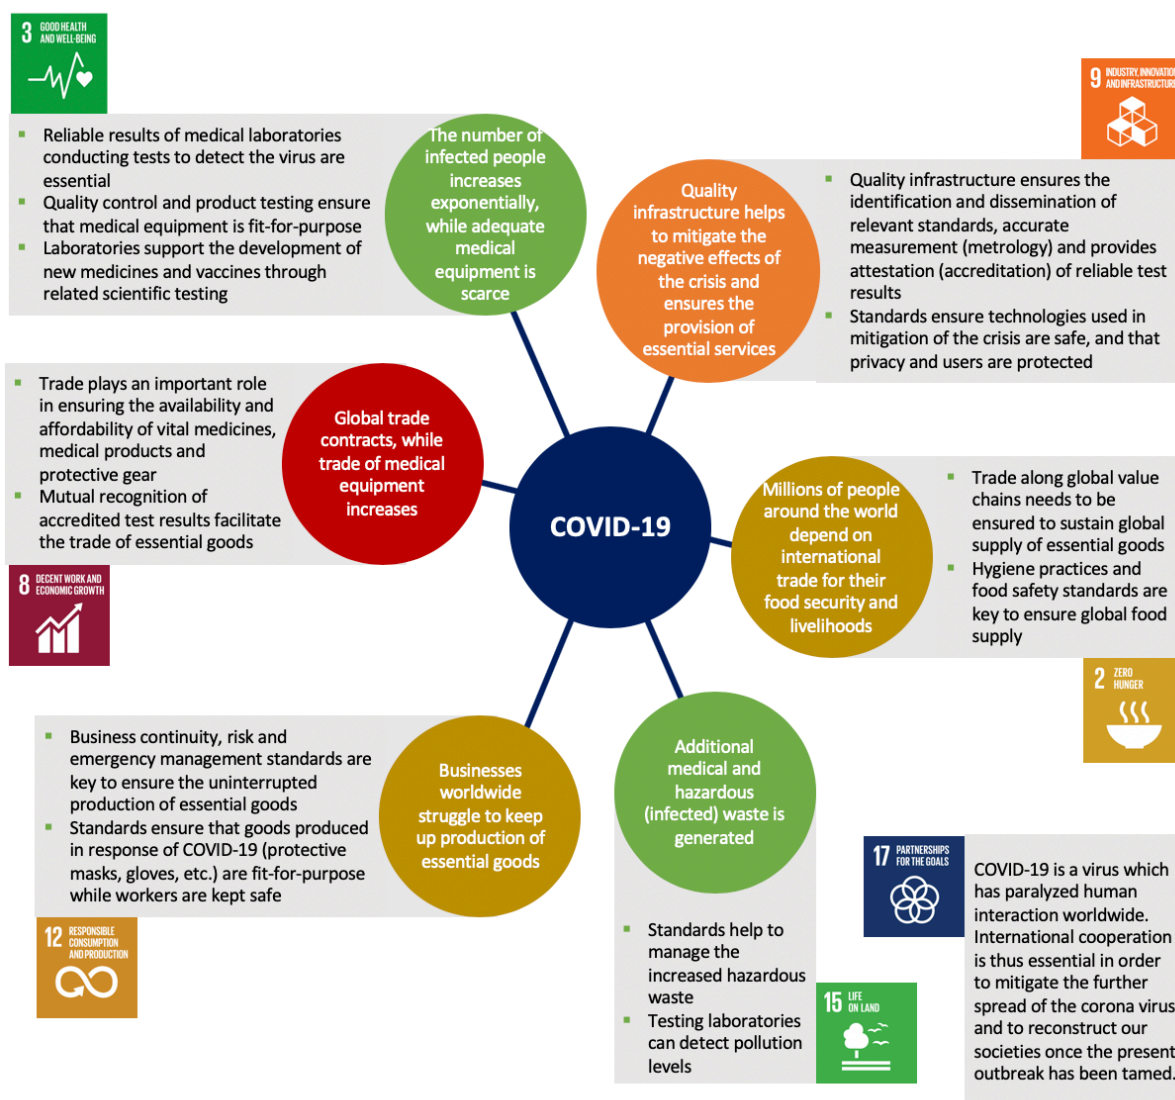 3 GOOD HEALTH
AND WELL-BEING
▪ Reliable results of medical laboratories
conducting tests to detect the virus are
essential
▪ Quality control and product testing ensure
that medical equipment is fit-for-purpose
▪ Laboratories support the development of
new medicines and vaccines through
related scientific testing
The number of
infected people
increases
exponentially,
while adequate
medical
equipment is
scarce
9 INDUSTRY, INNOVATION
AND INFRASTRUCTURE
Quality
infrastructure helps
to mitigate the
negative effects of
the crisis and
ensures the
provision of
essential services
▪ Quality infrastructure ensures the
identification and dissemination of
relevant standards, accurate
measurement (metrology) and provides
attestation (accreditation) of reliable test
results
▪ Standards ensure technologies used in
mitigation of the crisis are safe, and that
privacy and users are protected
▪ Trade plays an important role
in ensuring the availability and
affordability of vital medicines,
medical products and
protective gear
▪ Mutual recognition of
accredited test results facilitate
the trade of essential goods
Global trade
contracts, while
trade of medical
equipment
increases
8 DECENT WORK AND
ECONOMIC GROWTH
COVID-19
Millions of people
around the world
depend on
international
trade for their
food security and
livelihoods
▪ Trade along global value
chains needs to be
ensured to sustain global
supply of essential goods
▪ Hygiene practices and
food safety standards are
key to ensure global food
supply
2 ZERO
HUNGER
▪ Business continuity, risk and
emergency management standards are
key to ensure the uninterrupted
production of essential goods
▪ Standards ensure that goods produced
in response of COVID-19 (protective
masks, gloves, etc.) are fit-for-purpose
while workers are kept safe
Businesses
worldwide
struggle to keep
up production of
essential goods
12 RESPONSIBLE
CONSUMPTION
AND PRODUCTION
Additional
medical and
hazardous
(infected) waste is
generated
▪ Standards help to
manage the
increased hazardous
waste
▪ Testing laboratories
can detect pollution
levels
15 LIFE
ON LAND
17 PARTNERSHIPS
FOR THE GOALS
COVID-19 is a virus which
has paralyzed human
interaction worldwide.
International cooperation
is thus essential in order
to mitigate the further
spread of the corona virus
and to reconstruct our
societies once the present
outbreak has been tamed.